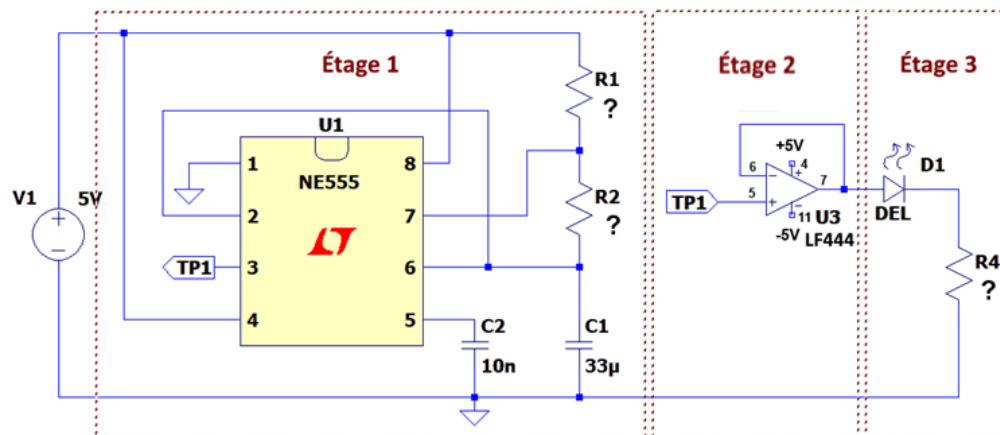 Étage 1
Étage 2
Étage 3
R1
?
U1
1
8
NE555
V1
5V
2
7
R2
?
+5V
4
6
7
D1
TP1
5
11
U3
DEL
-5V
LF444
TP1
3
6
R4
?
4
5
C2
10n
C1
33µ